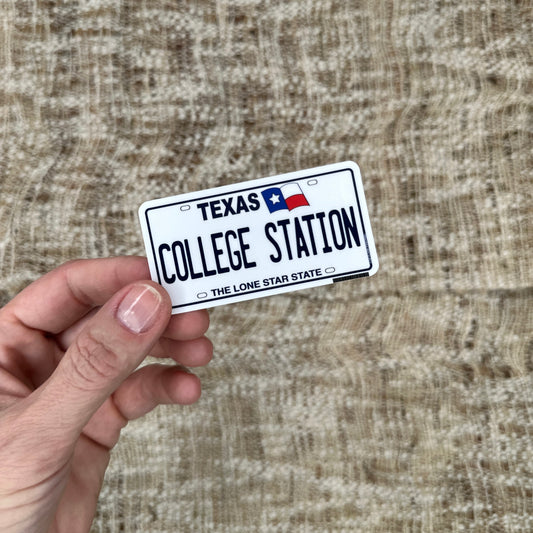 TEXAS
COLLEGE STATION
THE LONE STAR STATE